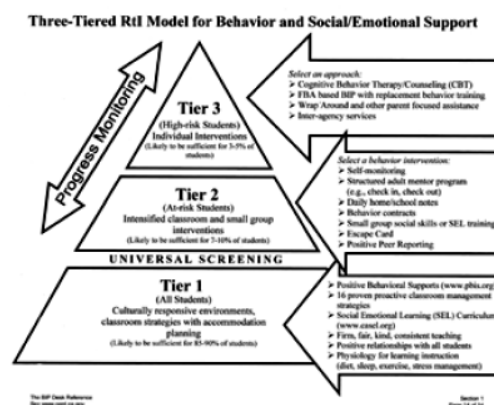 Three-Tiered RtI Model for Behavior and Social/Emotional Support
Progress Monitoring
Tier 3
(High-risk Students)
Individual Interventions
(Likely to be sufficient for 3-5% of
students)
Select an approach:
➤ Cognitive Behavior Therapy/Counseling (CBT)
➤ FBA based BIP with replacement behavior training
➤ Wrap Around and other parent focused assistance
➤ Inter-agency services
Tier 2
(At-risk Students)
Intensified classroom and small group
interventions
(Likely to be sufficient for 7-10% of students)
Select a behavior intervention:
➤ Self-monitoring
➤ Structured adult mentor program
(e.g., check in, check out)
➤ Daily home/school notes
➤ Behavior contracts
➤ Small group social skills or SEL training
➤ Escape Card
➤ Positive Peer Reporting
UNIVERSAL SCREENING
Tier 1
(All Students)
Culturally responsive environments,
classroom strategies with accommodation
planning
(Likely to be sufficient for 85-90% of students)
➤ Positive Behavioral Supports (www.pbis.org)
➤ 16 proven proactive classroom management
strategies
➤ Social Emotional Learning (SEL) Curriculum
(www.casel.org)
➤ Firm, fair, kind, consistent teaching
➤ Positive relationships with all students
➤ Physiology for learning instruction
(diet, sleep, exercise, stress management)
The BIP Desk Reference
Section 1